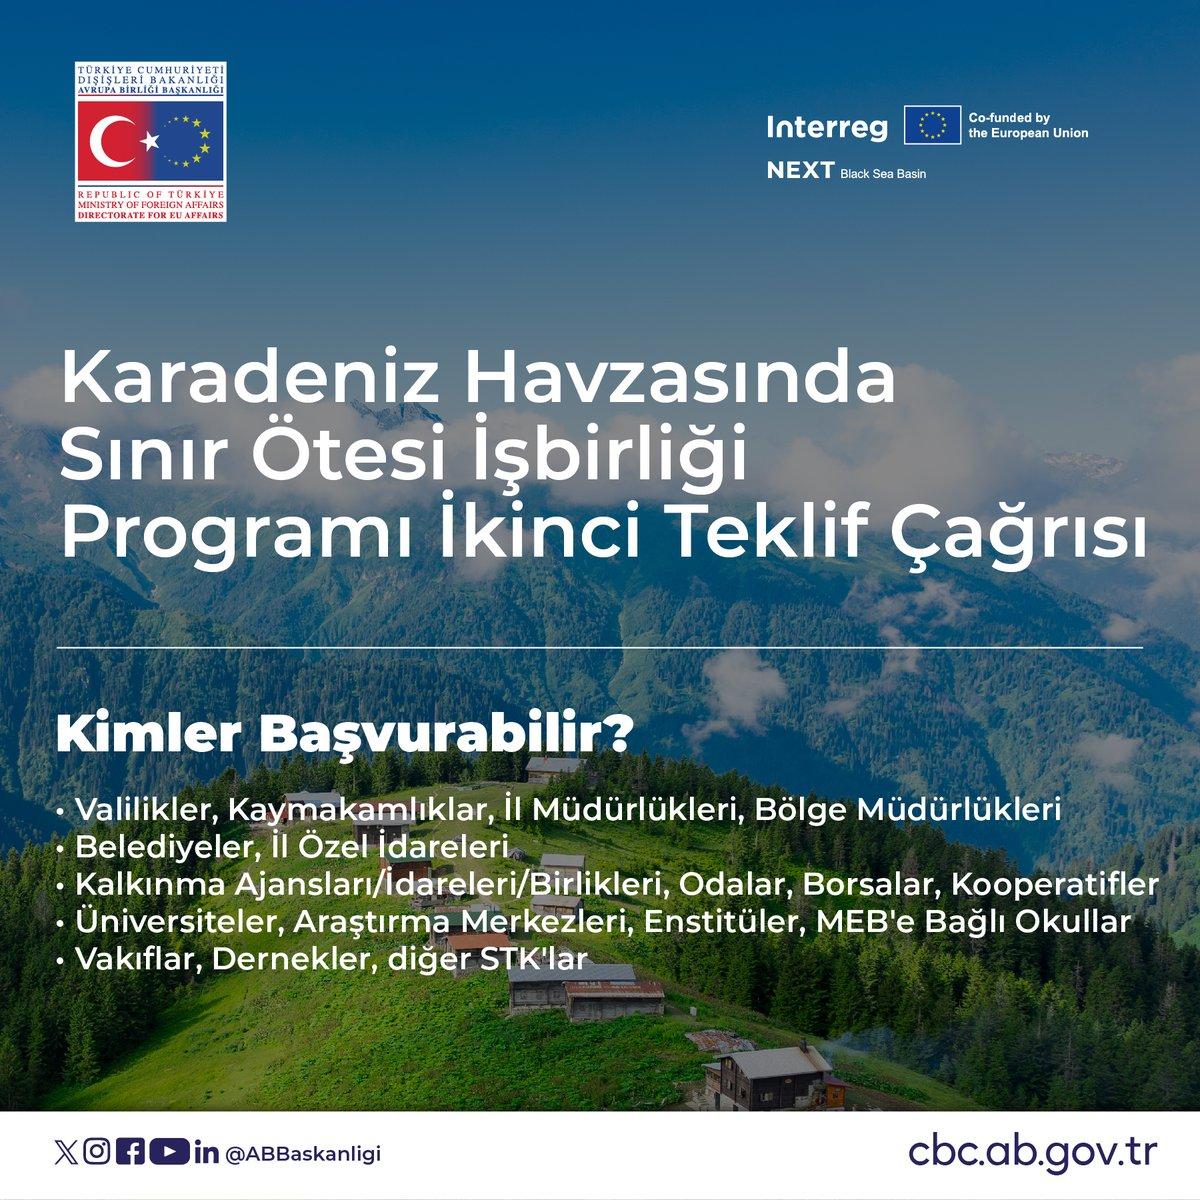 TÜRKİYE CUMHURİYETİ
DIŞİŞLERİ BAKANLIĞI
AVRUPA BİRLİĞİ BAŞKANLIĞI
REPUBLIC OF TÜRKİYE
MINISTRY OF FOREIGN AFFAIRS
DIRECTORATE FOR EU AFFAIRS
Interreg
Co-funded by
the European Union
NEXT Black Sea Basin
Karadeniz Havzasında
Sınır Ötesi İşbirliği
Programı İkinci Teklif Çağrısı
Kimler Başvurabilir?
• Valilikler, Kaymakamlıklar, İl Müdürlükleri, Bölge Müdürlükleri
• Belediyeler, İl Özel İdareleri
• Kalkınma Ajansları/İdareleri/Birlikleri, Odalar, Borsalar, Kooperatifler
• Üniversiteler, Araştırma Merkezleri, Enstitüler, MEB'e Bağlı Okullar
• Vakıflar, Dernekler, diğer STK'lar
@ABBaskanligi
cbc.ab.gov.tr